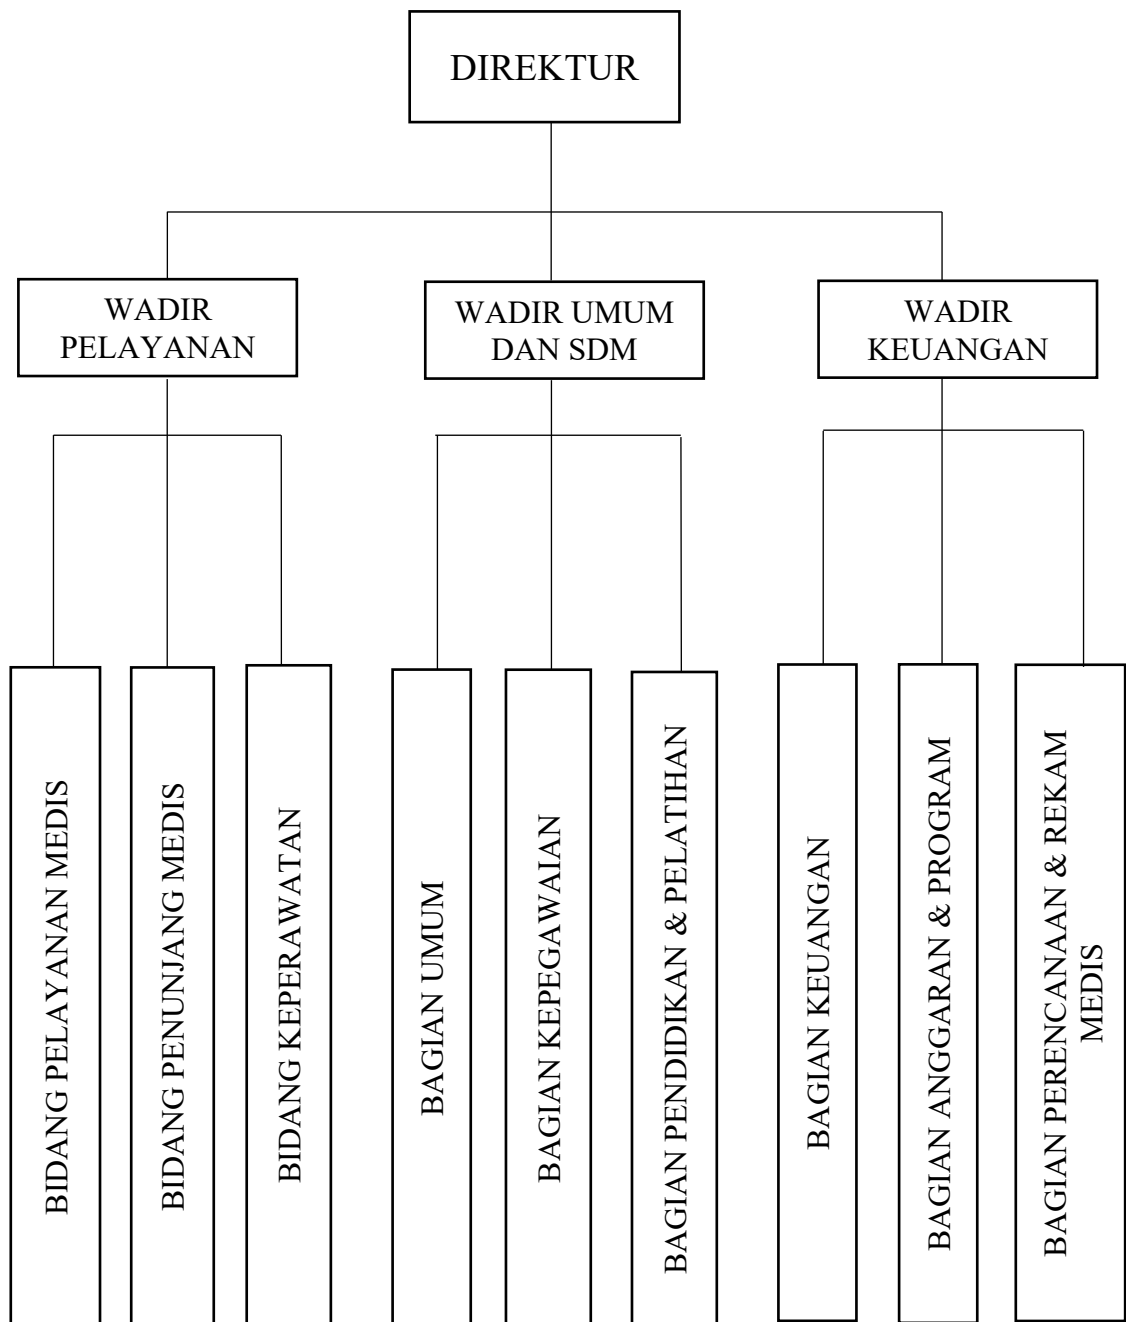 DIREKTUR
WADIR
PELAYANAN
WADIR UMUM
DAN SDM
WADIR
KEUANGAN
BIDANG PELAYANAN MEDIS
BIDANG PENUNJANG MEDIS
BIDANG KEPERAWATAN
BAGIAN UMUM
BAGIAN KEPEGAWAIAN
BAGIAN PENDIDIKAN & PELATIHAN
BAGIAN KEUANGAN
BAGIAN ANGGARAN & PROGRAM
BAGIAN PERENCANAAN & REKAM
MEDIS